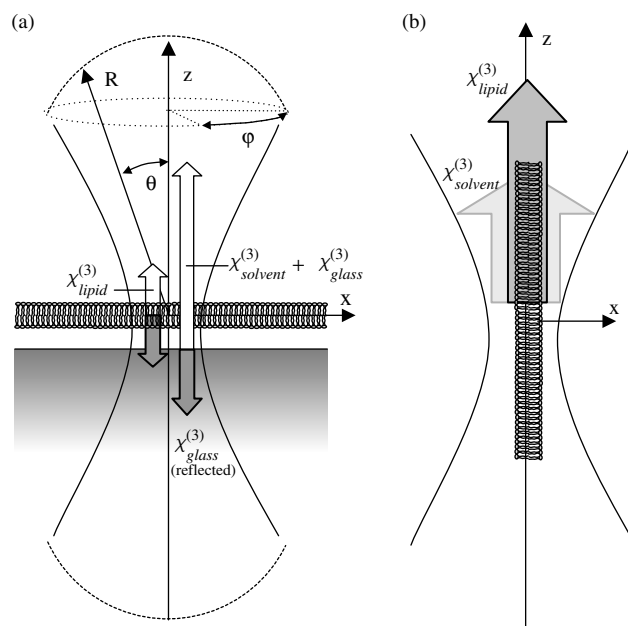 (a)
z
R
φ
θ
χ(3)lipid
χ(3)solvent + χ(3)glass
x
χ(3)glass
(reflected)
(b)
z
χ(3)lipid
χ(3)solvent
x